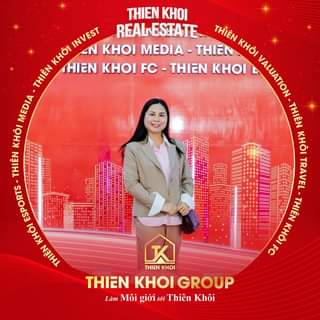 THIEN KHOI
REAL ESTATE
THIÊN KHÔI ESPORTS - THIÊN KHÔI MEDIA - THIÊN KHÔI INVEST
THIÊN KHÔI VALUATION - THIÊN KHÔI TRAVEL - THIÊN KHÔI FC
KHOI MEDIA - THIEN
THIEN KHOI FC - THIEN KHOI
THIEN KHOI
THIEN KHOI GROUP
Làm Môi giới tới Thiên Khôi